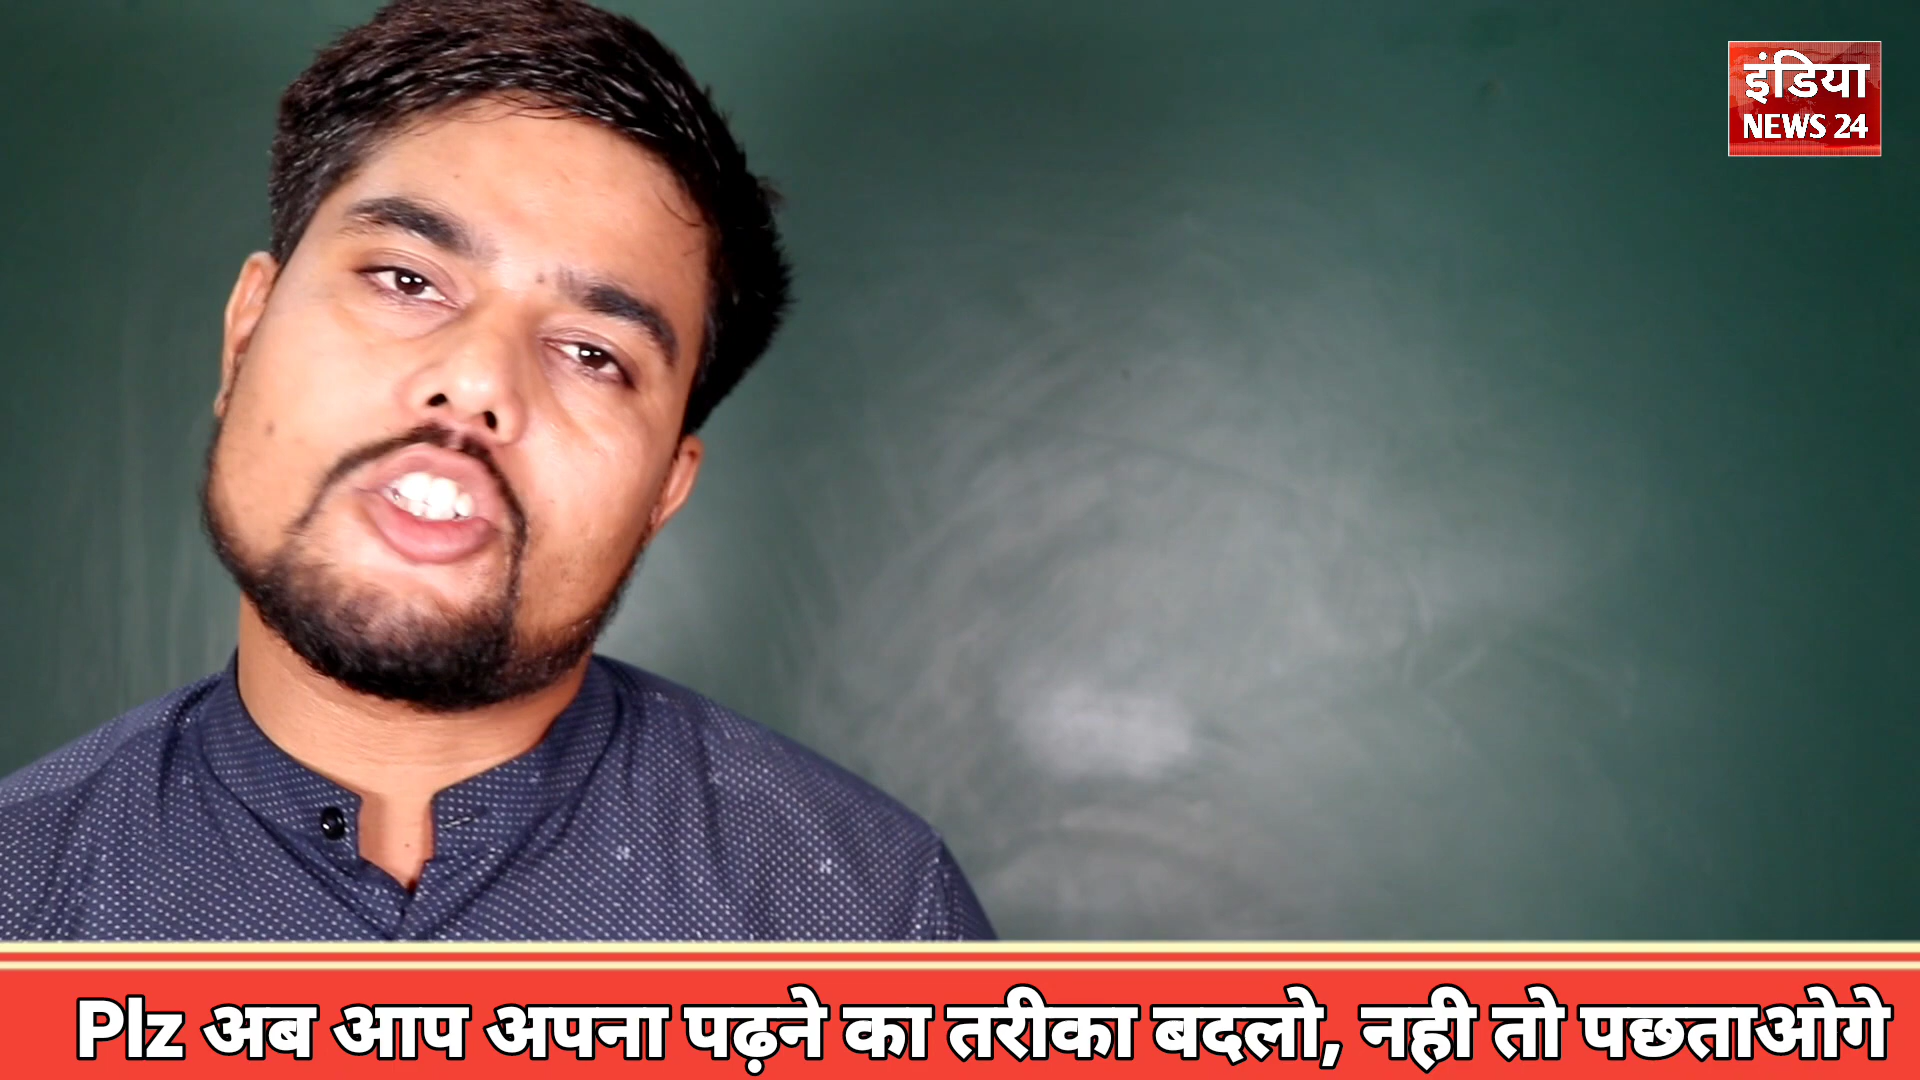 इंडिया
NEWS 24
Plz अब आप अपना पढ़ने का तरीका बदलो, नही तो पछताओगे